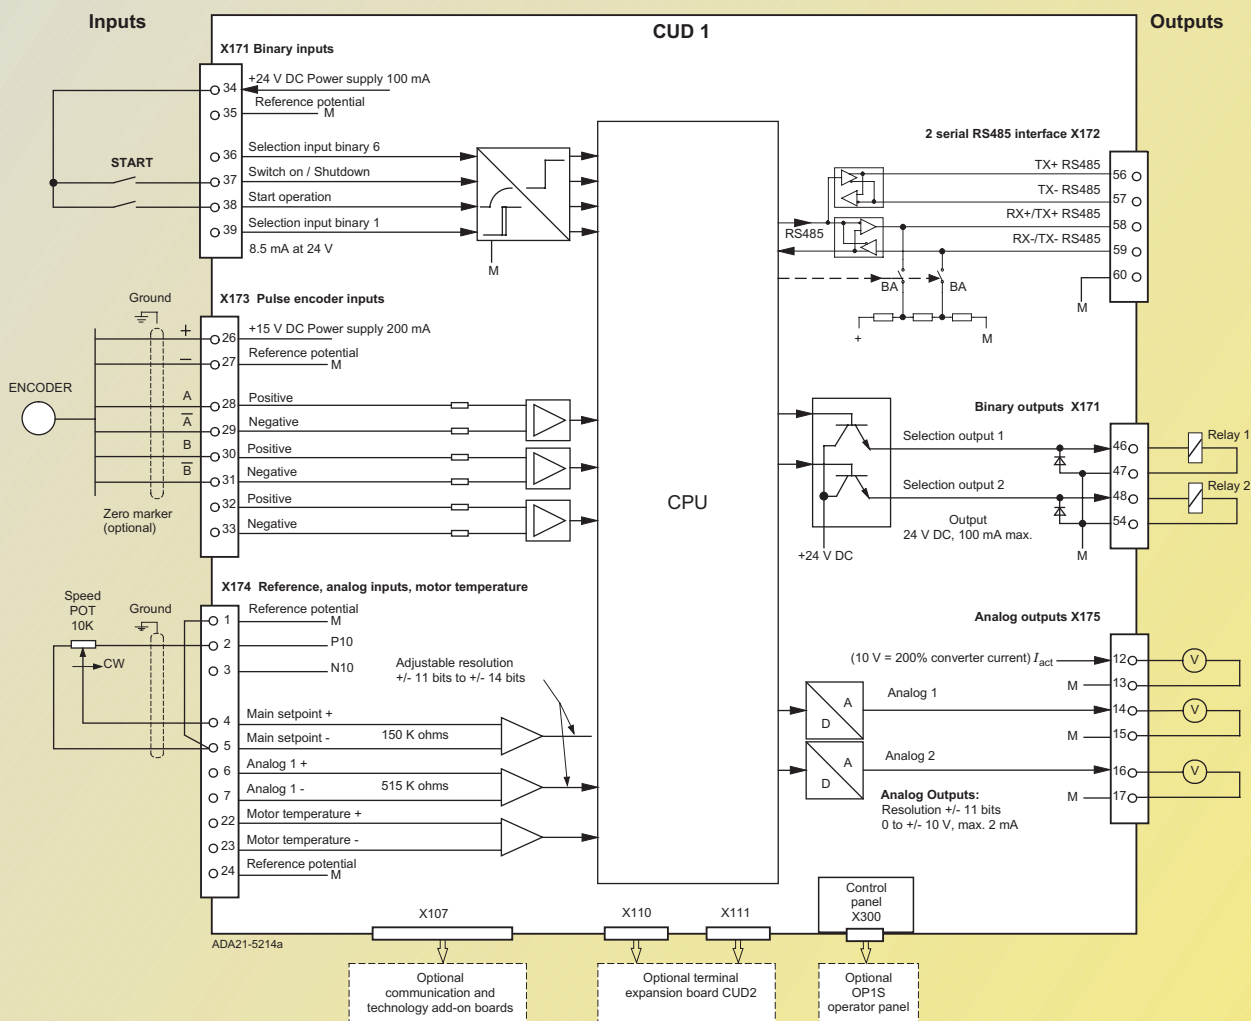 Inputs
CUD 1
Outputs
X171 Binary inputs
34
+24 V DC Power supply 100 mA
35
Reference potential
M
36
Selection input binary 6
START
37
Switch on / Shutdown
38
Start operation
39
Selection input binary 1
8.5 mA at 24 V
M
X173 Pulse encoder inputs
Ground
+
26
+15 V DC Power supply 200 mA
–
27
Reference potential
M
ENCODER
A
28
Positive
A
29
Negative
B
30
Positive
B
31
Negative
32
Positive
33
Negative
Zero marker
(optional)
X174 Reference, analog inputs, motor temperature
Speed
POT
10K
Ground
CW
1
Reference potential
M
2
P10
3
N10
Adjustable resolution
+/- 11 bits to +/- 14 bits
4
Main setpoint +
5
Main setpoint -
150 K ohms
6
Analog 1 +
7
Analog 1 -
515 K ohms
22
Motor temperature +
23
Motor temperature -
24
Reference potential
M
CPU
2 serial RS485 interface X172
TX+ RS485
56
TX- RS485
57
RX+/TX+ RS485
58
RS485
RX-/TX- RS485
59
60
BA
BA
M
+
M
Binary outputs X171
Selection output 1
46
Relay 1
47
Selection output 2
48
Relay 2
Output
24 V DC, 100 mA max.
54
+24 V DC
M
Analog outputs X175
(10 V = 200% converter current) Iact
12
V
M
13
A
D
Analog 1
14
V
M
15
A
D
Analog 2
16
V
M
17
Analog Outputs:
Resolution +/- 11 bits
0 to +/- 10 V, max. 2 mA
Control
panel
X300
X107
X110
X111
ADA21-5214a
Optional
communication and
technology add-on boards
Optional terminal
expansion board CUD2
Optional
OP1S
operator panel